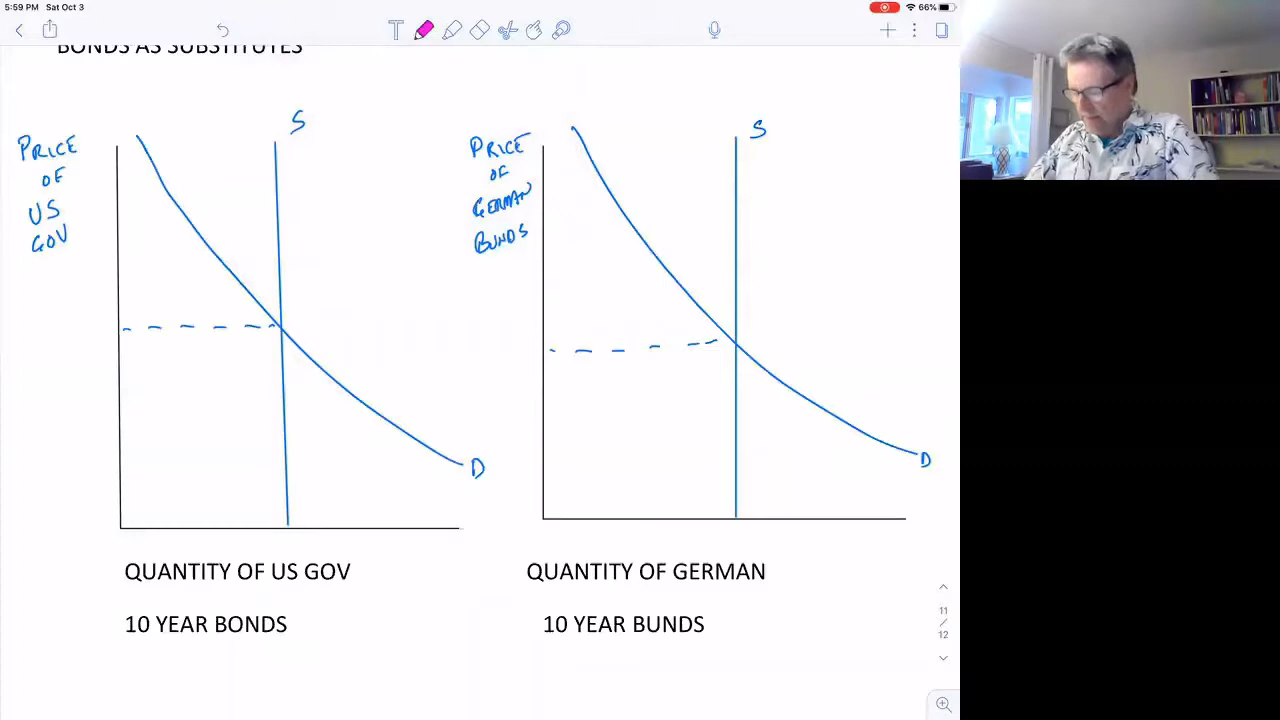 5:59 PM Sat Oct 3
66%
BONDS AS SUBSTITUTES
PRICE
OF
US
GOV
S
D
PRICE
OF
GERMAN
BUNDS
S
D
QUANTITY OF US GOV
10 YEAR BONDS
QUANTITY OF GERMAN
10 YEAR BUNDS
11
/
12
T